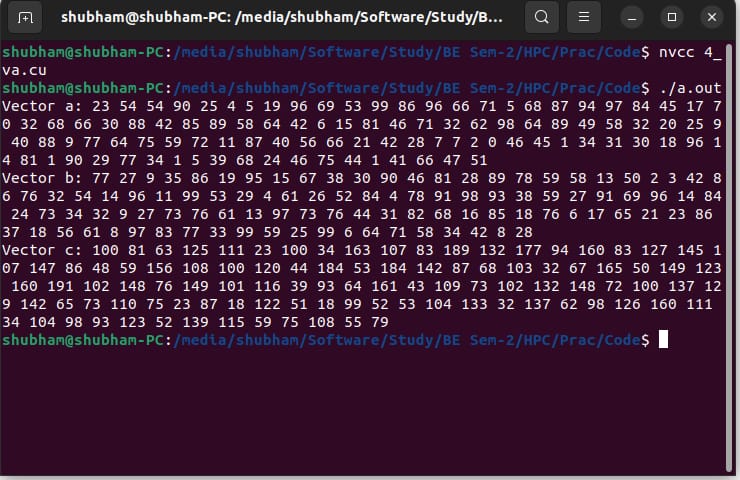 shubham@shubham-PC: /media/shubham/Software/Study/B...
shubham@shubham-PC:/media/shubham/Software/Study/BE Sem-2/HPC/Prac/Code$ nvcc 4_
va.cu
shubham@shubham-PC:/media/shubham/Software/Study/BE Sem-2/HPC/Prac/Code$ ./a.out
Vector a: 23 54 54 90 25 4 5 19 96 69 53 99 86 96 66 71 5 68 87 94 97 84 45 17 7
0 32 68 66 30 88 42 85 89 58 64 42 6 15 81 46 71 32 62 98 64 89 49 58 32 20 25 9
 40 88 9 77 64 75 59 72 11 87 40 56 66 21 42 28 7 7 2 0 46 45 1 34 31 30 18 96 1
4 81 1 90 29 77 34 1 5 39 68 24 46 75 44 1 41 66 47 51
Vector b: 77 27 9 35 86 19 95 15 67 38 30 90 46 81 28 89 78 59 58 13 50 2 3 42 8
6 76 32 54 14 96 11 99 53 29 4 61 26 52 84 4 78 91 98 93 38 59 27 91 69 96 14 84
 24 73 34 32 9 27 73 76 61 13 97 73 76 44 31 82 68 16 85 18 76 6 17 65 21 23 86
37 18 56 61 8 97 83 77 33 99 59 25 99 6 64 71 58 34 42 8 28
Vector c: 100 81 63 125 111 23 100 34 163 107 83 189 132 177 94 160 83 127 145 1
07 147 86 48 59 156 108 100 120 44 184 53 184 142 87 68 103 32 67 165 50 149 123
 160 191 102 148 76 149 101 116 39 93 64 161 43 109 73 102 132 148 72 100 137 12
9 142 65 73 110 75 23 87 18 122 51 18 99 52 53 104 133 32 137 62 98 126 160 111
34 104 98 93 123 52 139 115 59 75 108 55 79
shubham@shubham-PC:/media/shubham/Software/Study/BE Sem-2/HPC/Prac/Code$